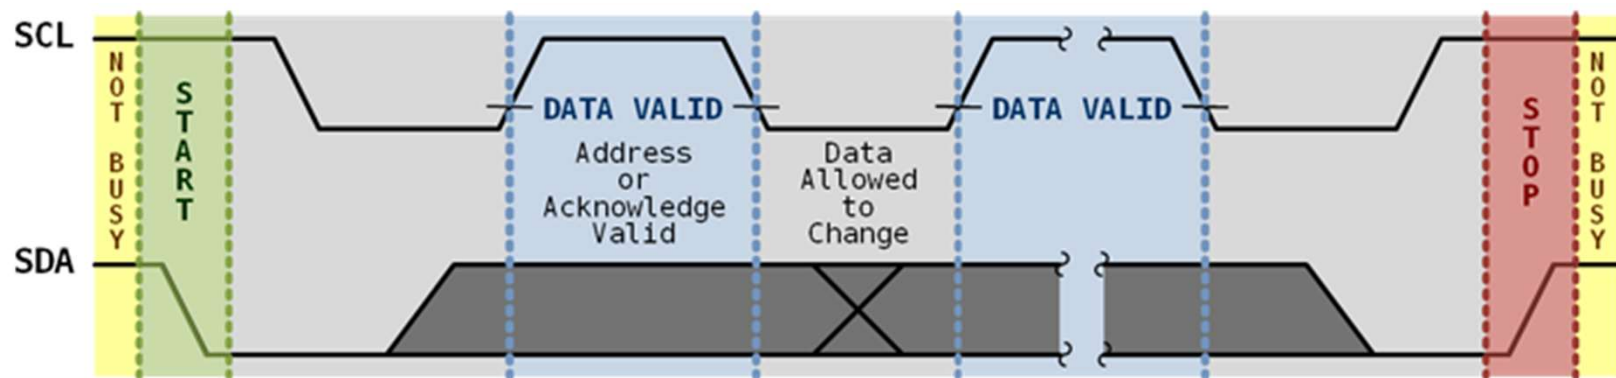 SCL
NOT BUSY
START
DATA VALID
Address
or
Acknowledge
Valid
Data
Allowed
to
Change
DATA VALID
STOP
NOT BUSY
SDA